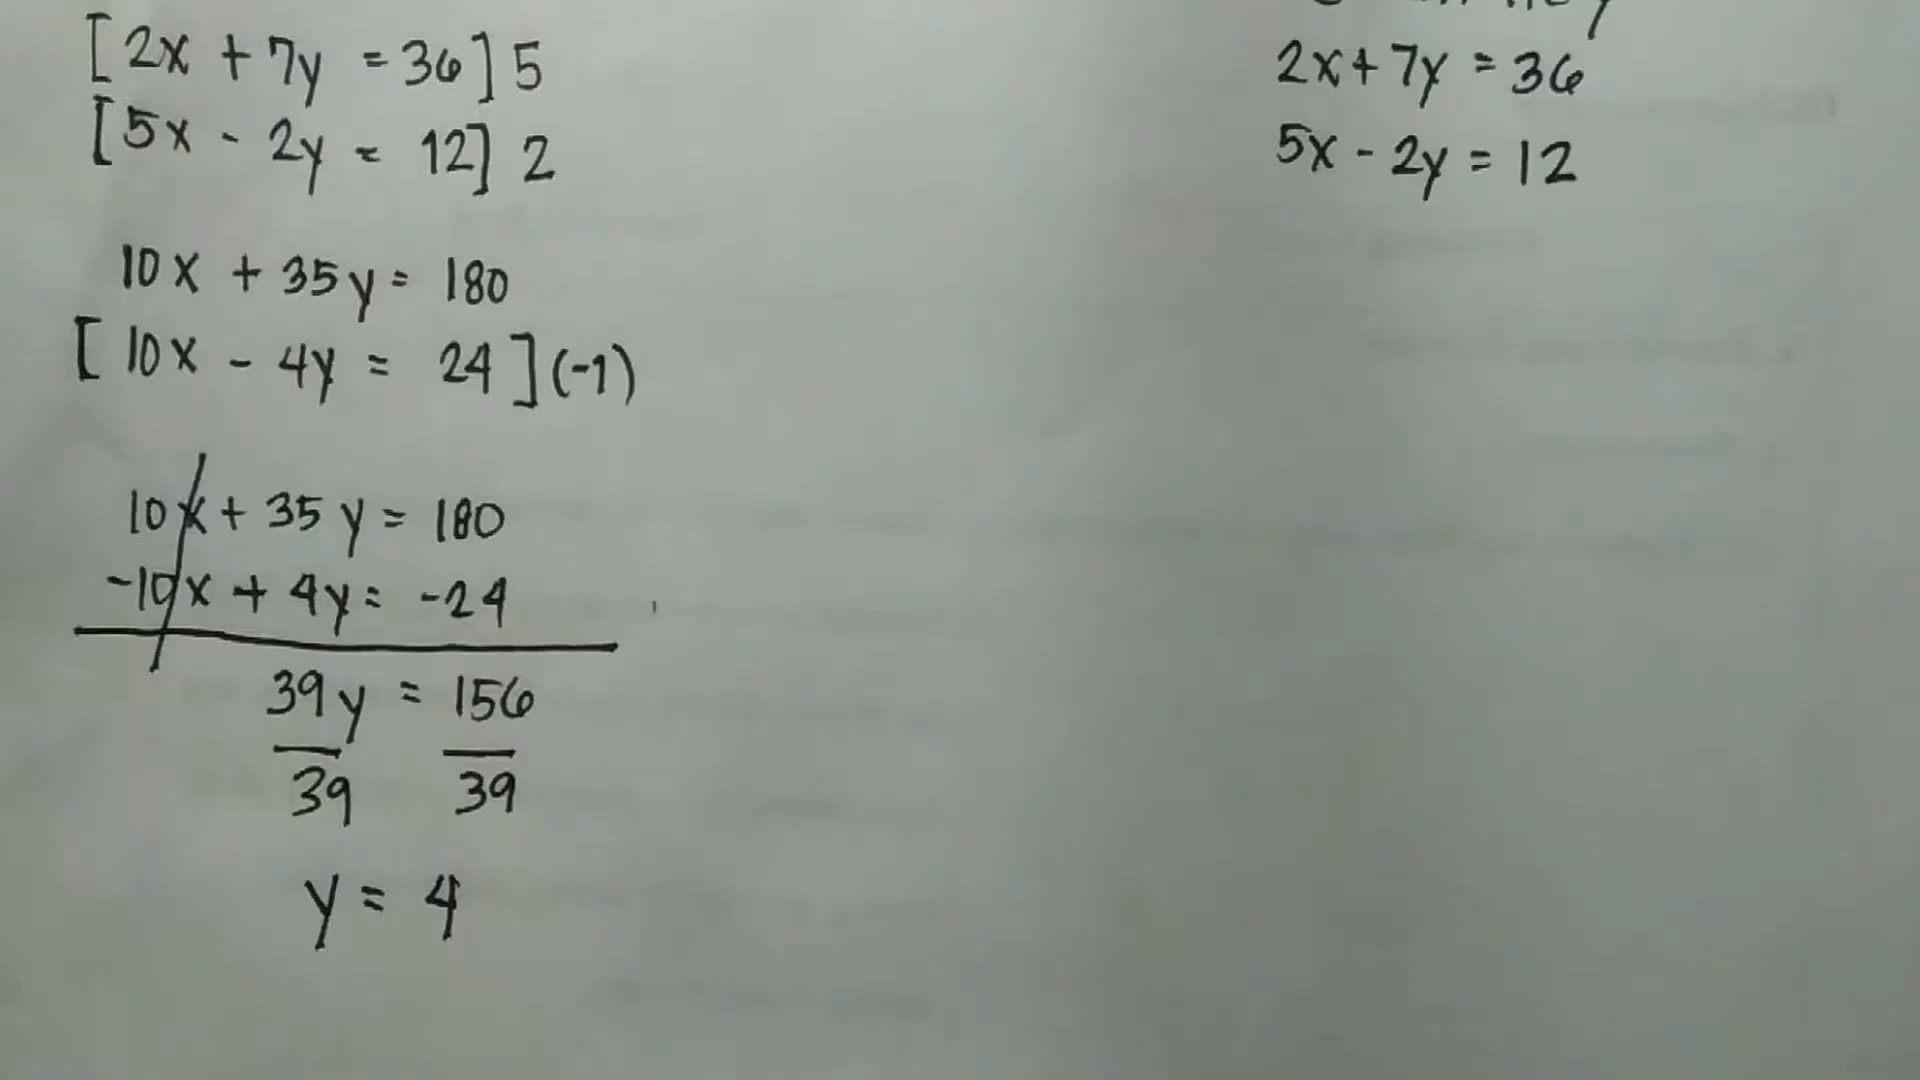 [2x + 7y = 36] 5
[5x - 2y = 12] 2
10x + 35y = 180
[10x - 4y = 24](-1)
10x + 35y = 180
-10x + 4y = -24
39y = 156
39 39
y = 4
2x + 7y = 36
5x - 2y = 12